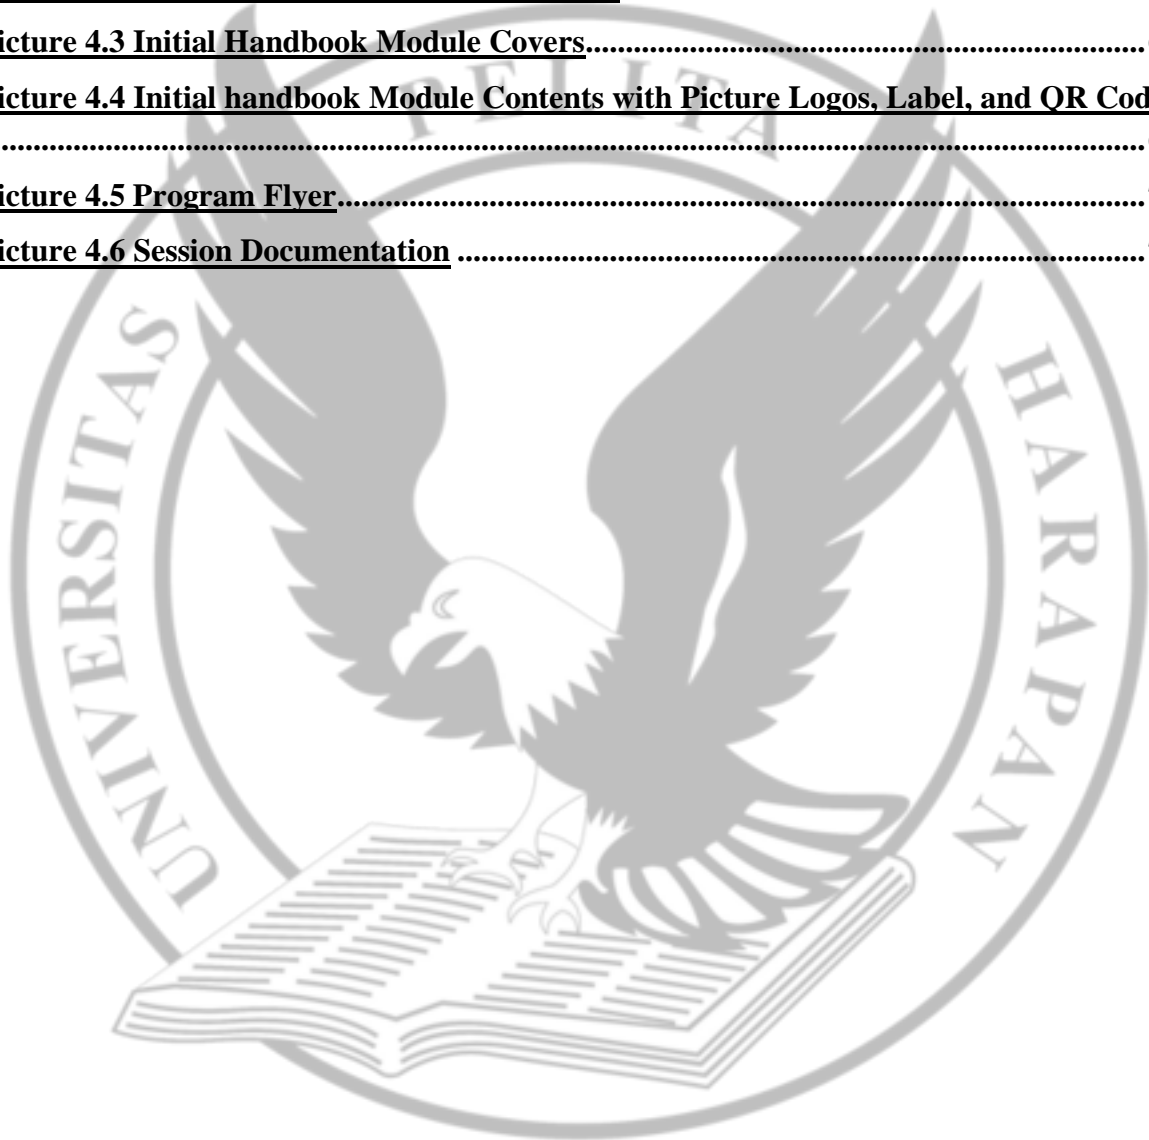 icture 4.3 Initial Handbook Module Covers..........................................................................
icture 4.4 Initial handbook Module Contents with Picture Logos, Label, and QR Cod
..............................................................................................................................................
icture 4.5 Program Flyer.....................................................................................................
icture 4.6 Session Documentation ......................................................................................
UNIVERSITAS PELITA HARAPAN